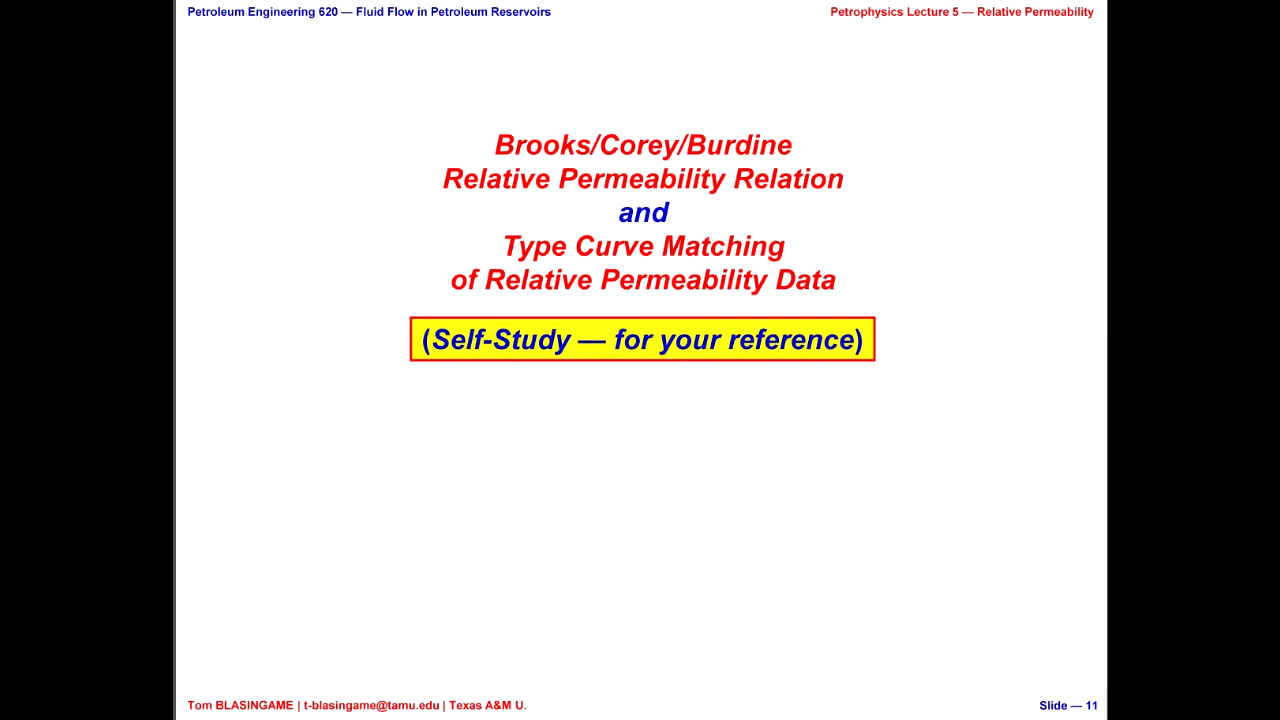 Petroleum Engineering 620 — Fluid Flow in Petroleum Reservoirs
Petrophysics Lecture 5 — Relative Permeability
Brooks/Corey/Burdine
Relative Permeability Relation
and
Type Curve Matching
of Relative Permeability Data
(Self-Study — for your reference)
Tom BLASINGAME | t-blasingame@tamu.edu | Texas A&M U.
Slide — 11